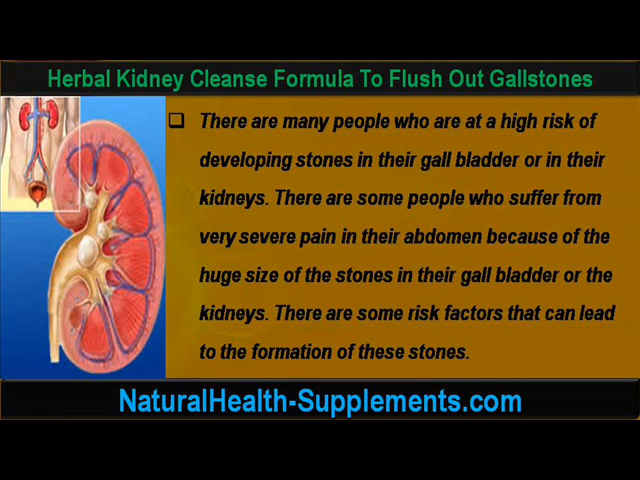 Herbal Kidney Cleanse Formula To Flush Out Gallstones
There are many people who are at a high risk of
developing stones in their gall bladder or in their
kidneys. There are some people who suffer from
very severe pain in their abdomen because of the
huge size of the stones in their gall bladder or the
kidneys. There are some risk factors that can lead
to the formation of these stones.
NaturalHealth-Supplements.com